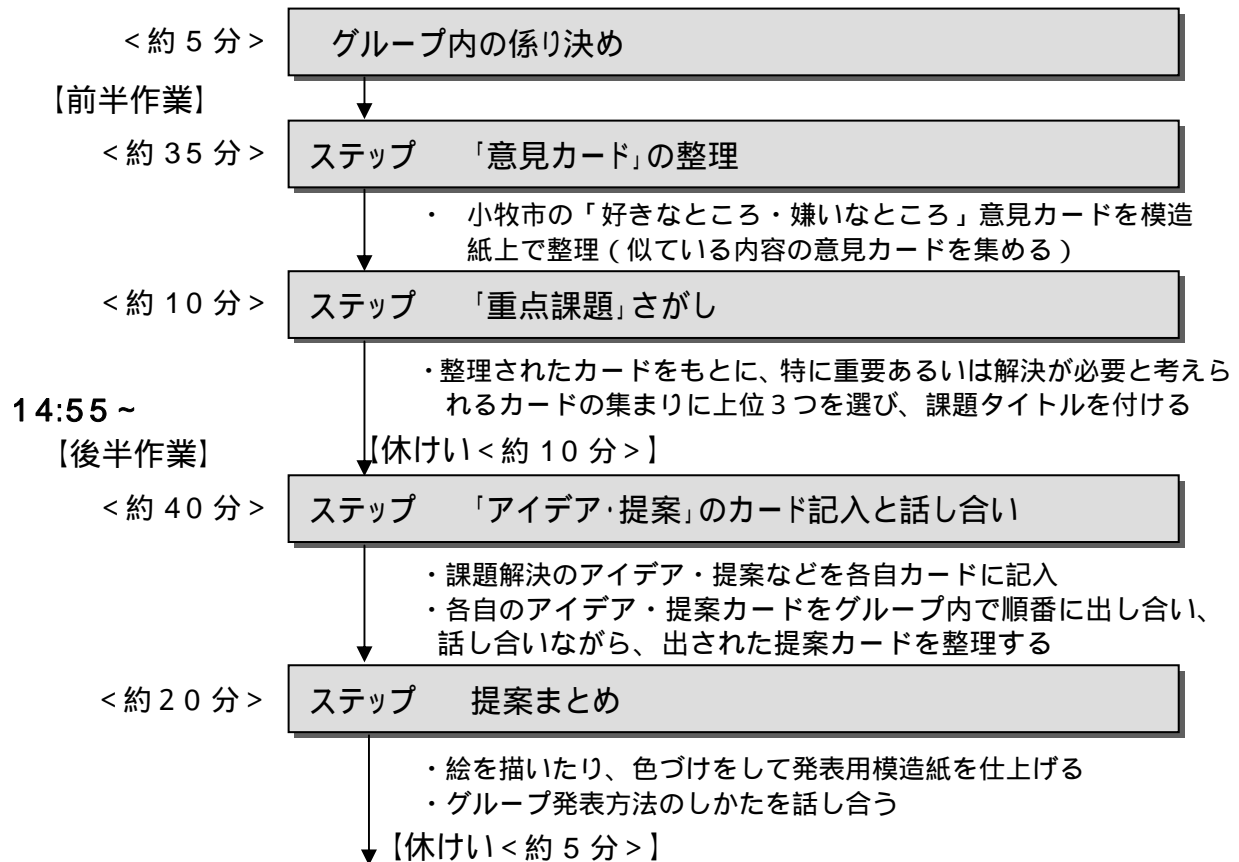 <約５分>
グループ内の係り決め
【前半作業】
<約 35 分>
ステップ　「意見カード」の整理
・　小牧市の「好きなところ・嫌いなところ」意見カードを模造
紙上で整理（似ている内容の意見カードを集める）
<約 10 分>
ステップ　「重点課題」さがし
・整理されたカードをもとに、特に重要あるいは解決が必要と考えら
れるカードの集まりに上位３つを選び、課題タイトルを付ける
14:55～
【後半作業】
【休けい<約 10 分>】
<約 40 分>
ステップ　「アイデア・提案」のカード記入と話し合い
・課題解決のアイデア・提案などを各自カードに記入
・各自のアイデア・提案カードをグループ内で順番に出し合い、
話し合いながら、出された提案カードを整理する
<約２０分>
ステップ　提案まとめ
・絵を描いたり、色づけをして発表用模造紙を仕上げる
・グループ発表方法のしかたを話し合う
【休けい<約５分>】